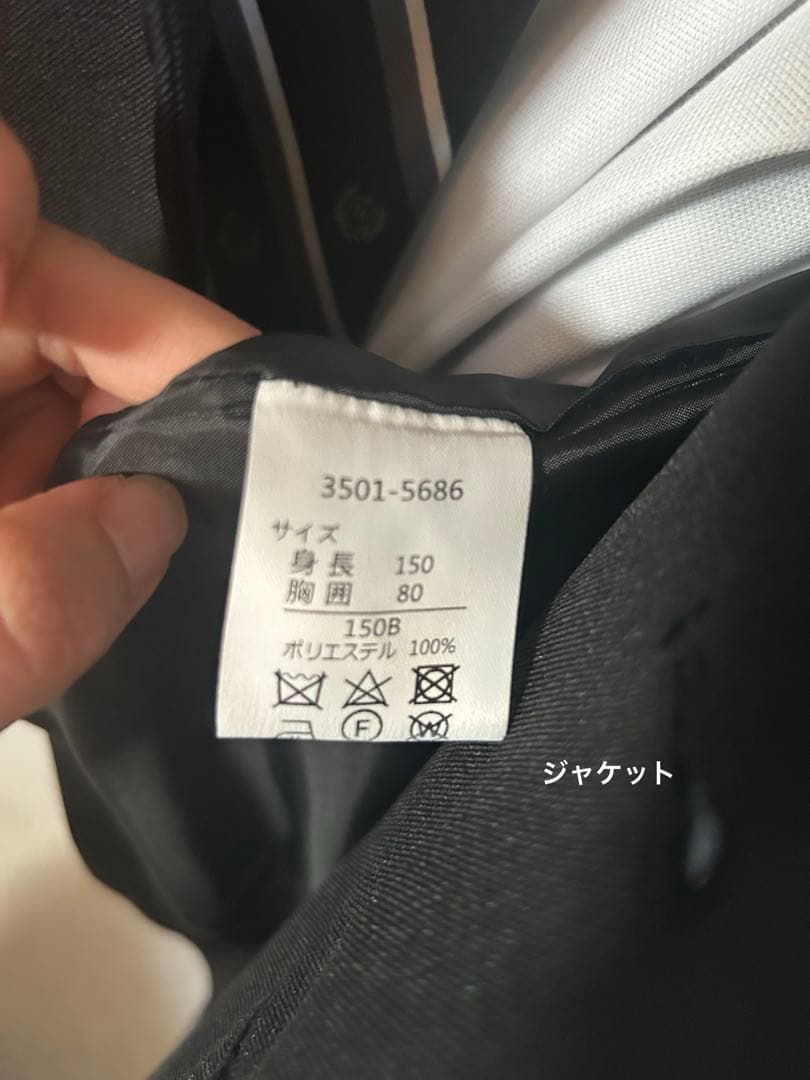 3501-5686
サイズ
身長 150
胸囲 80
150B
ポリエステル 100%
F
W
ジャケット